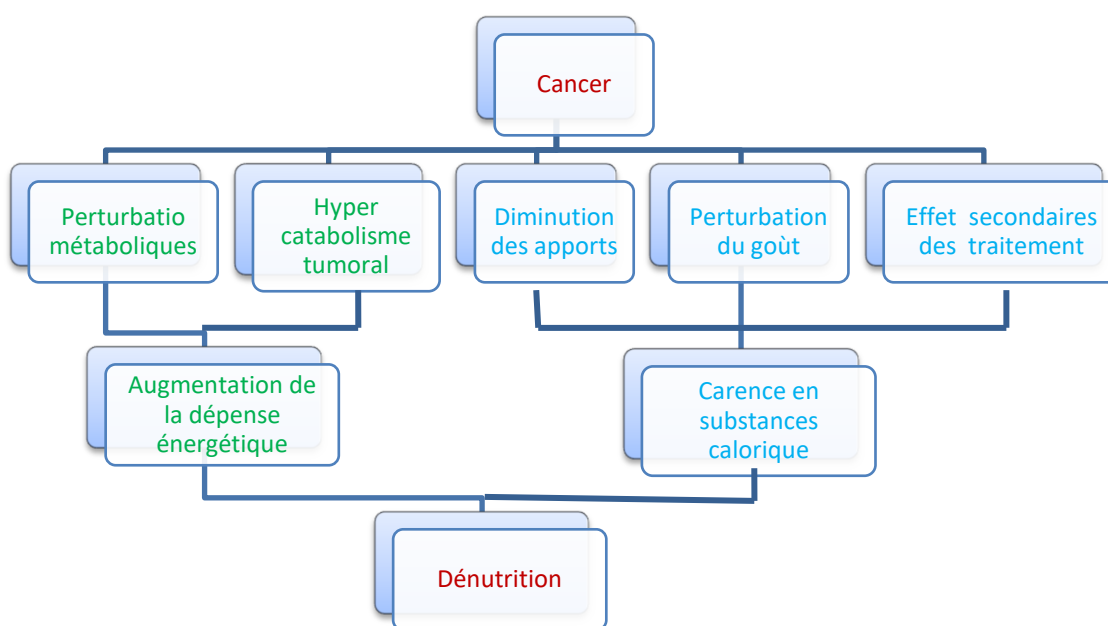 Cancer
Perturbatio
métaboliques
Hyper
catabolisme
tumoral
Diminution
des apports
Perturbation
du goùt
Effet secondaires
des traitement
Augmentation de
la dépense
énergétique
Carence en
substances
calorique
Dénutrition